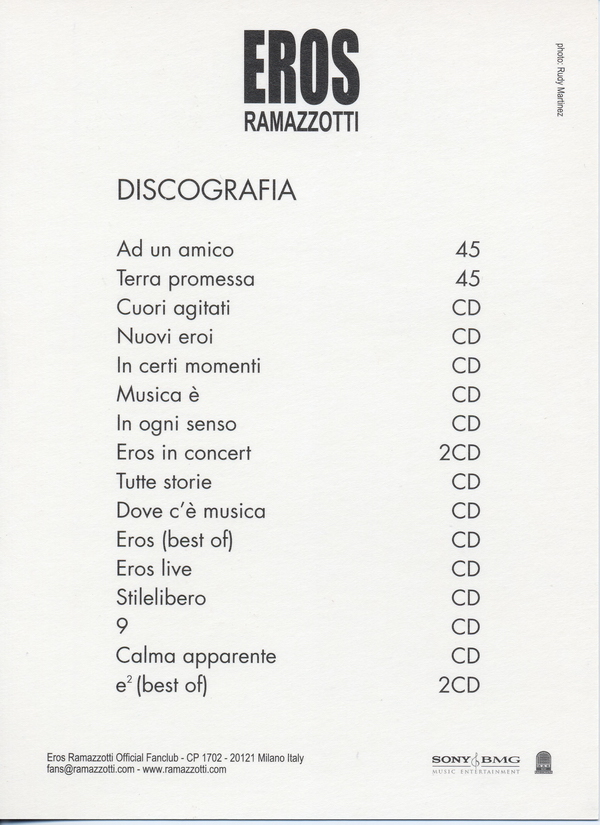 EROS
RAMAZZOTTI
photo: Rudy Martinez
DISCOGRAFIA
Ad un amico 45
Terra promessa 45
Cuori agitati CD
Nuovi eroi CD
In certi momenti CD
Musica è CD
In ogni senso CD
Eros in concert 2CD
Tutte storie CD
Dove c'è musica CD
Eros (best of) CD
Eros live CD
Stilelibero CD
9 CD
Calma apparente CD
e² (best of) 2CD
Eros Ramazzotti Official Fanclub - CP 1702 - 20121 Milano Italy
fans@ramazzotti.com - www.ramazzotti.com
SONY BMG
MUSIC ENTERTAINMENT